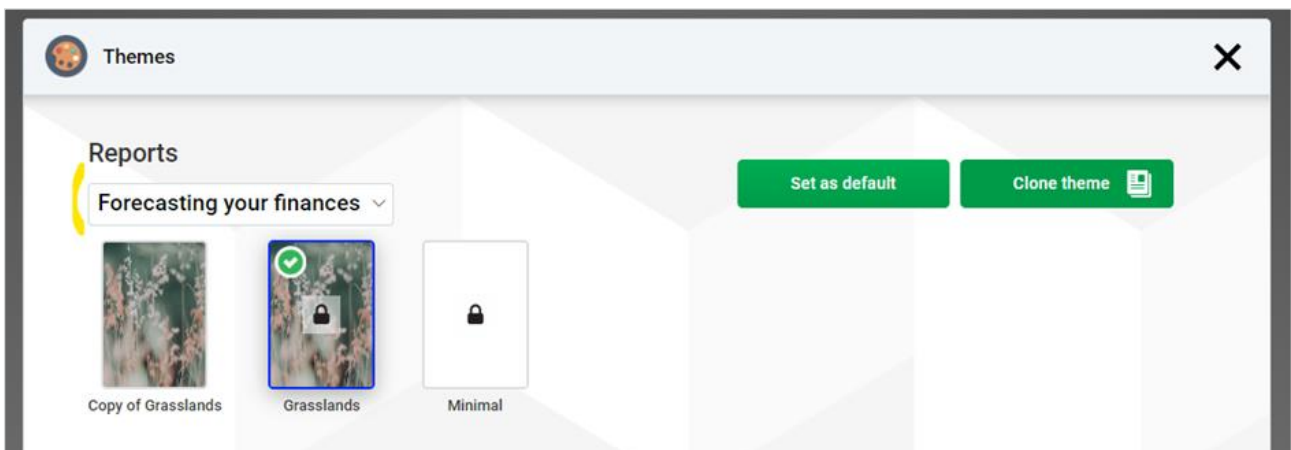 Themes
Reports
Forecasting your finances
Set as default
Clone theme
Copy of Grasslands
Grasslands
Minimal